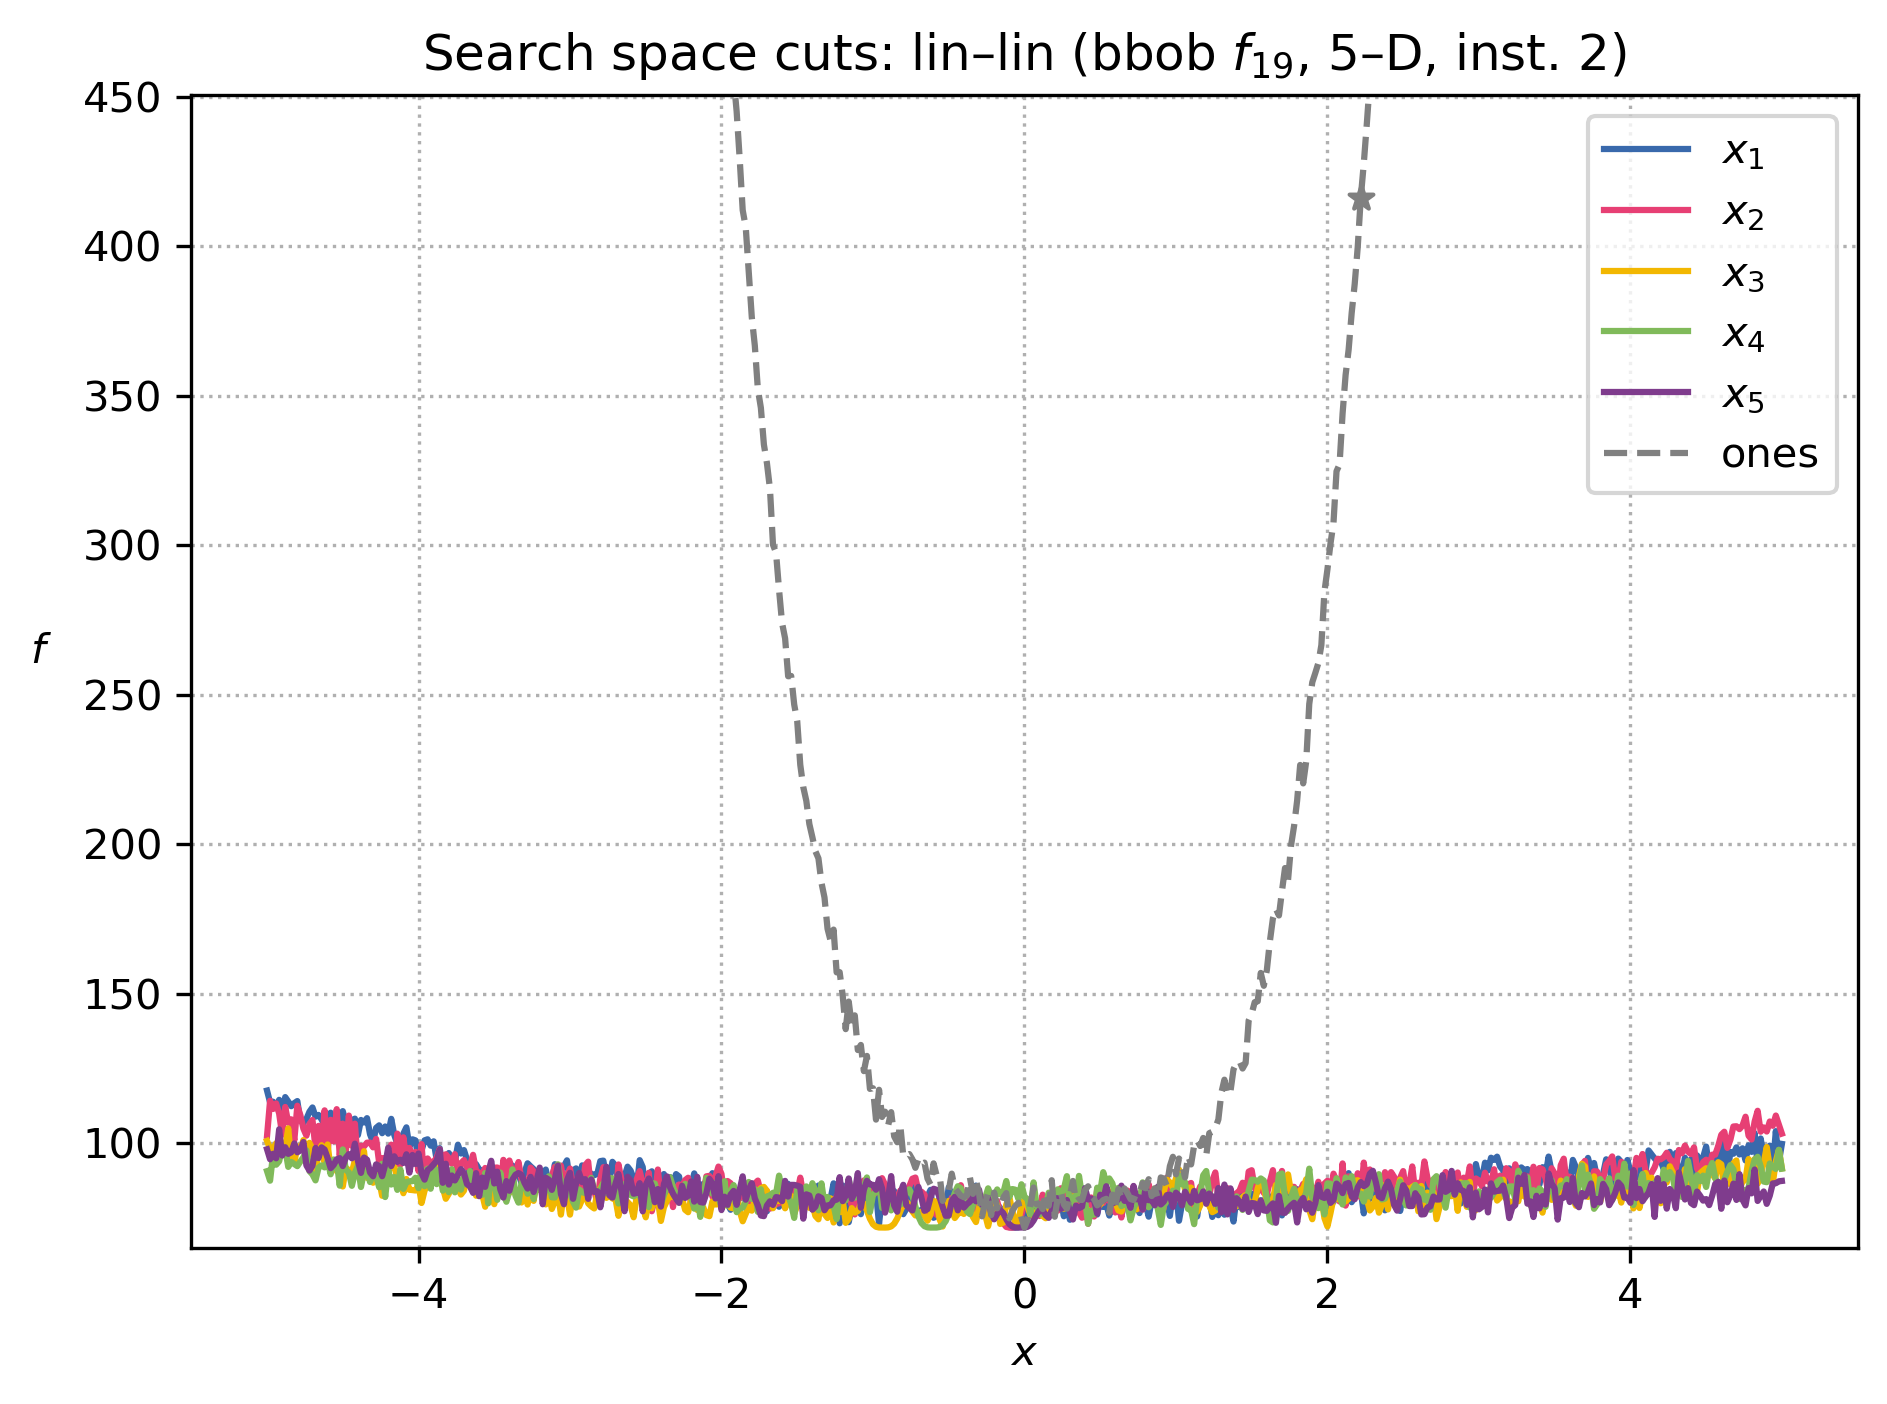 Search space cuts: lin–lin (bbob f₁₉, 5–D, inst. 2)
450
400
350
300
250
200
150
100
f
−4
−2
0
2
4
x
x₁
x₂
x₃
x₄
x₅
ones